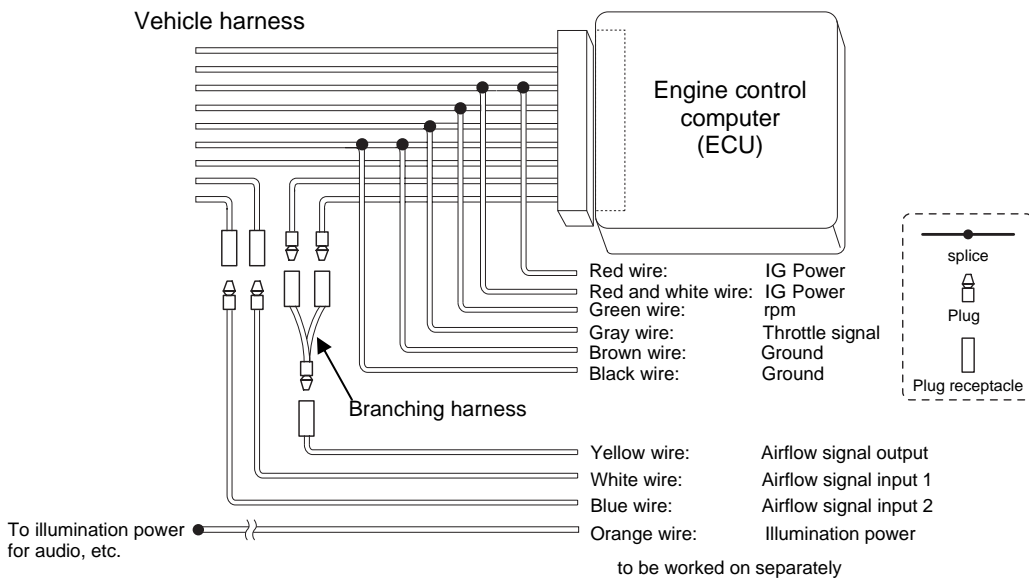 Vehicle harness
Engine control
computer
(ECU)
splice
Plug
Plug receptacle
Red wire: IG Power
Red and white wire: IG Power
Green wire: rpm
Gray wire: Throttle signal
Brown wire: Ground
Black wire: Ground
Branching harness
Yellow wire: Airflow signal output
White wire: Airflow signal input 1
Blue wire: Airflow signal input 2
Orange wire: Illumination power
To illumination power
for audio, etc.
to be worked on separately